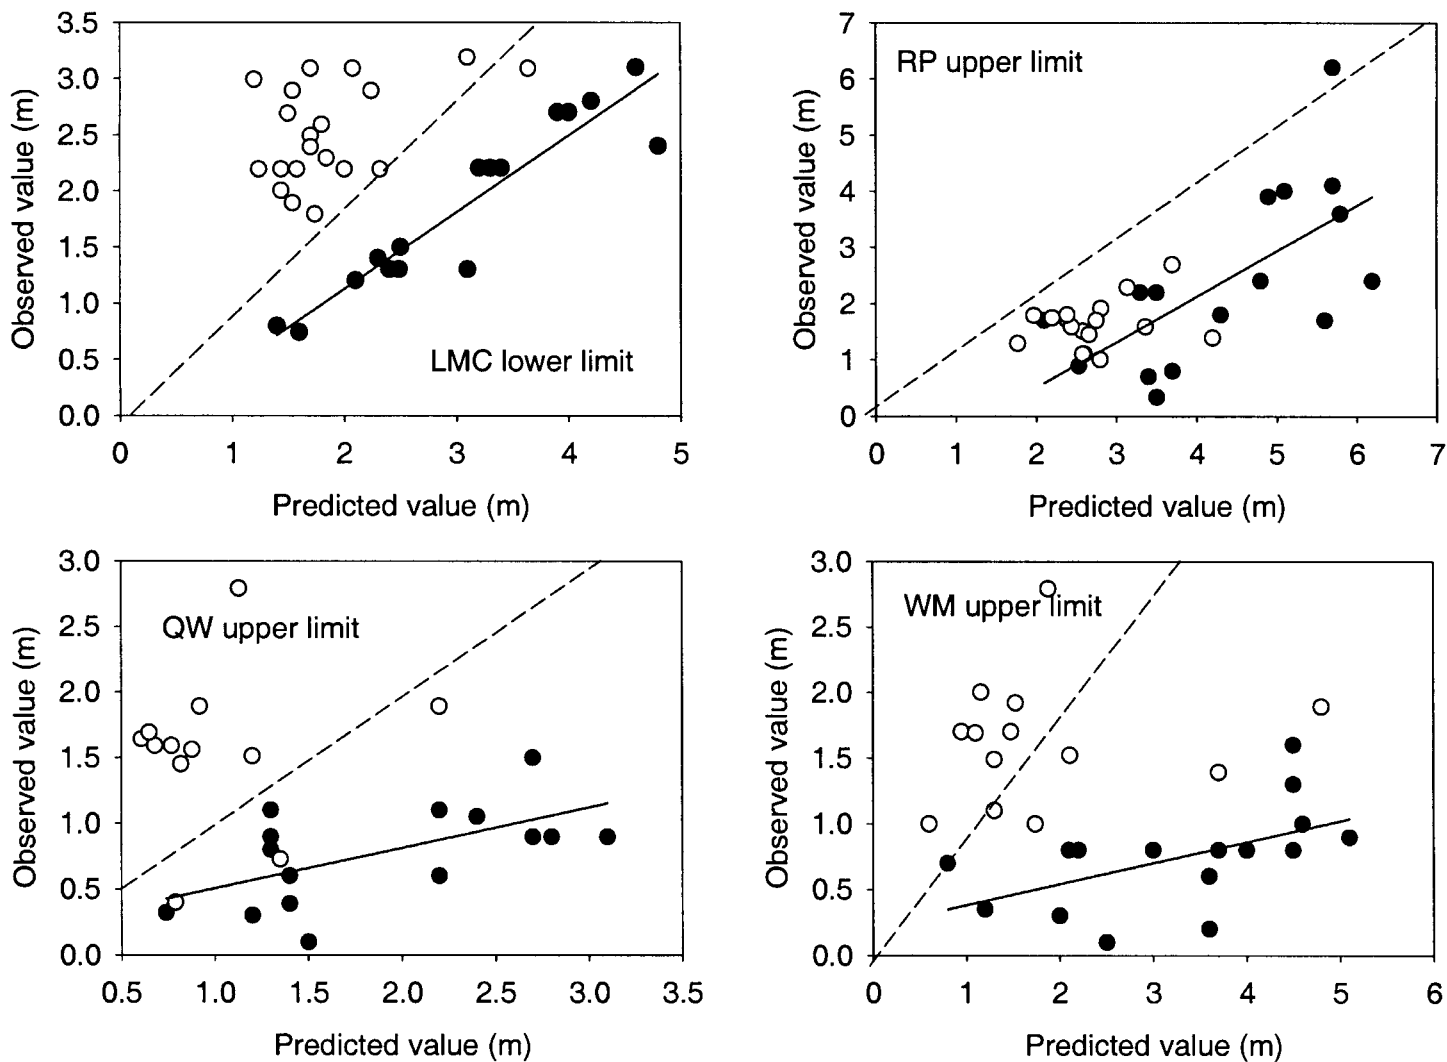 3.5
3.0
2.5
2.0
1.5
1.0
0.5
0.0
Observed value (m)
LMC lower limit
0 1 2 3 4 5
Predicted value (m)
7
6
5
4
3
2
1
0
Observed value (m)
RP upper limit
0 1 2 3 4 5 6 7
Predicted value (m)
3.0
2.5
2.0
1.5
1.0
0.5
0.0
Observed value (m)
QW upper limit
0.5 1.0 1.5 2.0 2.5 3.0 3.5
Predicted value (m)
3.0
2.5
2.0
1.5
1.0
0.5
0.0
Observed value (m)
WM upper limit
0 1 2 3 4 5 6
Predicted value (m)